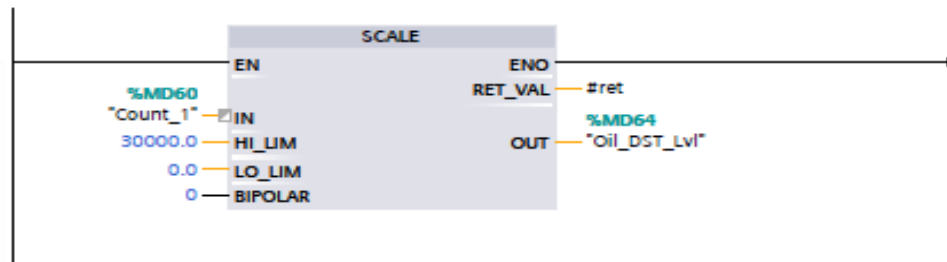 SCALE
EN ENO
RET_VAL #ret
%MD60
"Count_1" IN
%MD64
30000.0 HI_LIM OUT "Oil_DST_Lvl"
0.0 LO_LIM
0 BIPOLAR